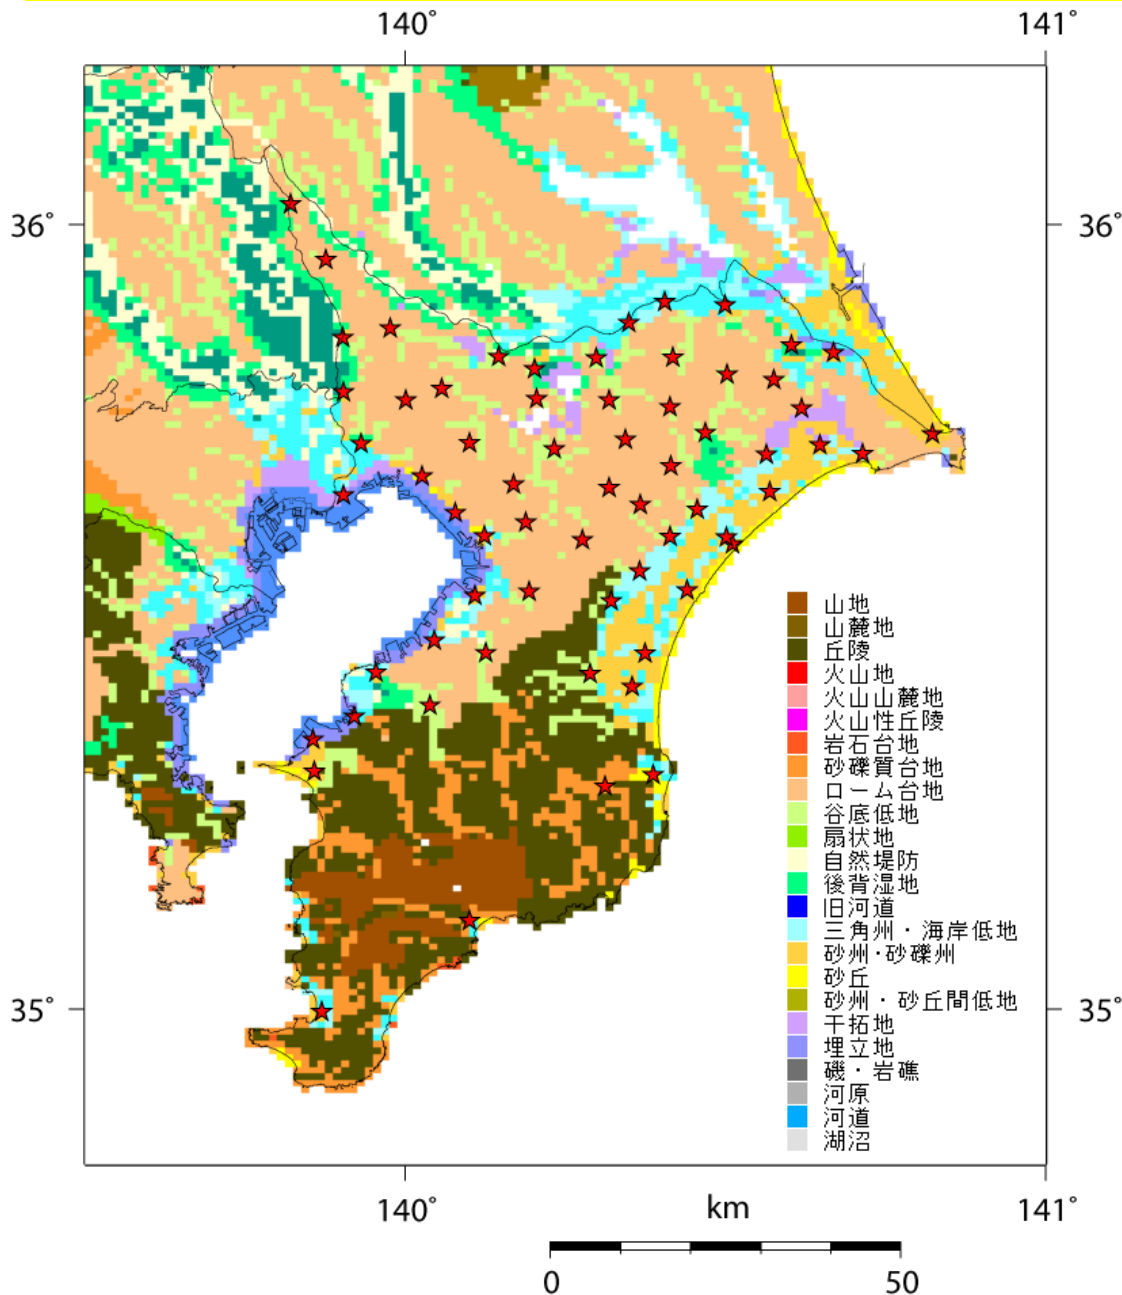 140°
141°
36°
36°
山地
山麓地
丘陵
火山地
火山山麓地
火山性丘陵
岩石台地
砂礫質台地
ローム台地
谷底低地
扇状地
自然堤防
後背湿地
旧河道
三角州・海岸低地
砂州・砂礫州
砂丘
砂州・砂丘間低地
干拓地
埋立地
磯・岩礁
河原
河道
湖沼
35°
35°
140°
km
141°
0
50